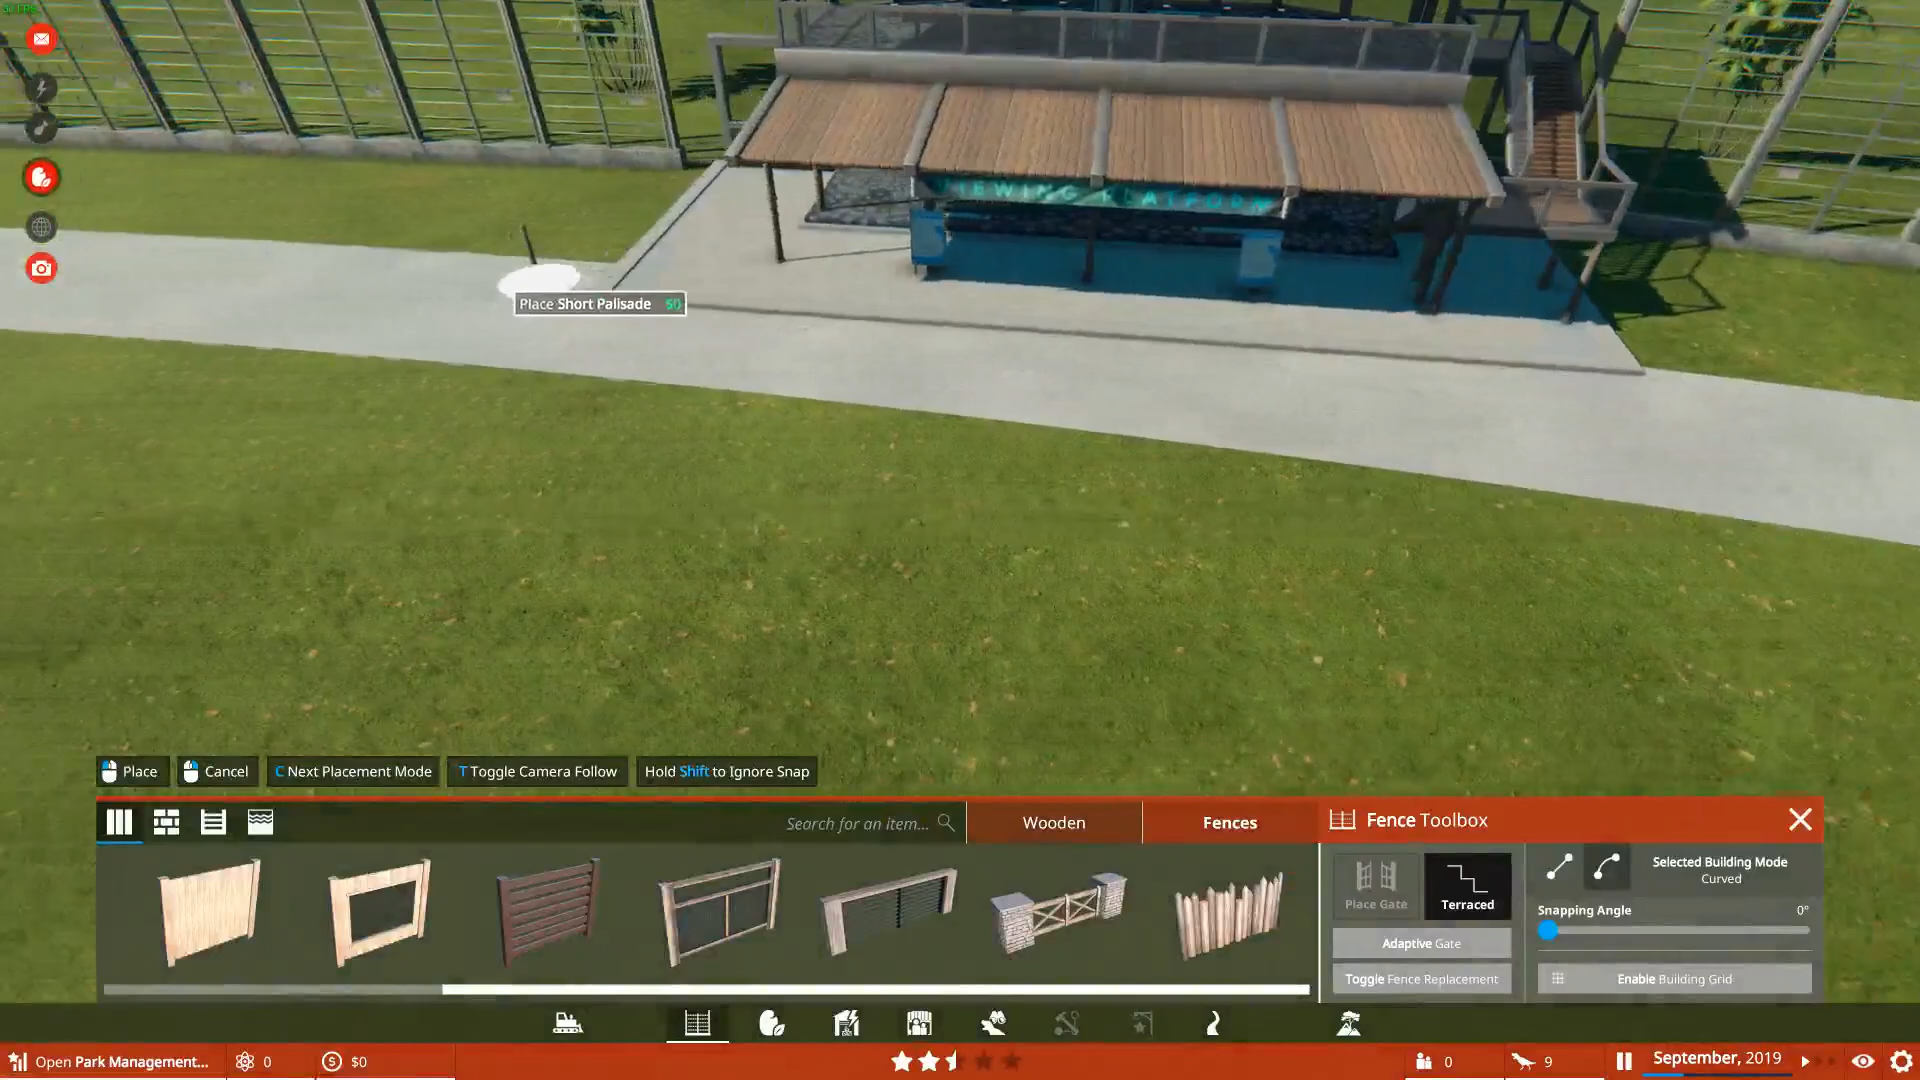 VIEWING PLATFORM
Place Short Palisade $0
Place
Cancel
C Next Placement Mode
T Toggle Camera Follow
Hold Shift to Ignore Snap
Search for an item...
Wooden
Fences
Fence Toolbox
Place Gate
Terraced
Adaptive Gate
Toggle Fence Replacement
Selected Building Mode
Curved
Snapping Angle 0°
Enable Building Grid
Open Park Management...
0
$0
0
9
September, 2019